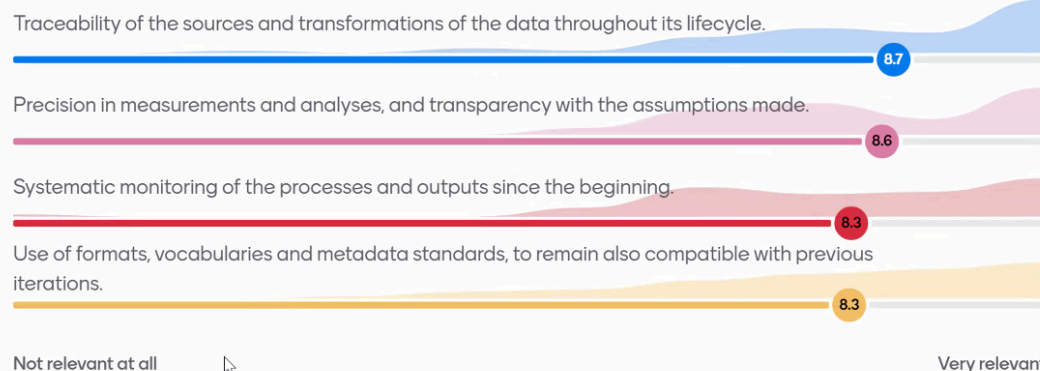 Traceability of the sources and transformations of the data throughout its lifecycle.
8.7
Precision in measurements and analyses, and transparency with the assumptions made.
8.6
Systematic monitoring of the processes and outputs since the beginning.
8.3
Use of formats, vocabularies and metadata standards, to remain also compatible with previous
iterations.
8.3
Not relevant at all
Very relevant